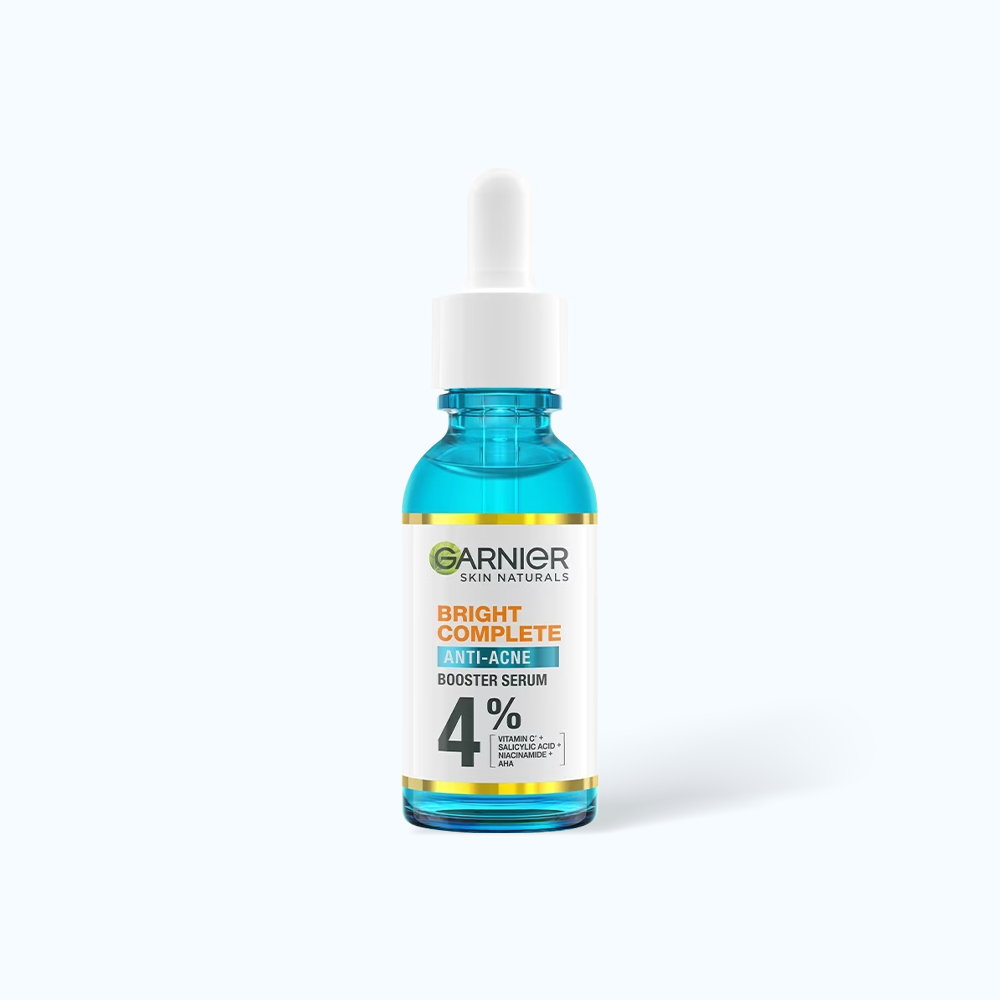 GARNIER
SKIN NATURALS
BRIGHT
COMPLETE
ANTI-ACNE
BOOSTER SERUM
4%
VITAMIN C* +
SALICYLIC ACID +
NIACINAMIDE +
AHA